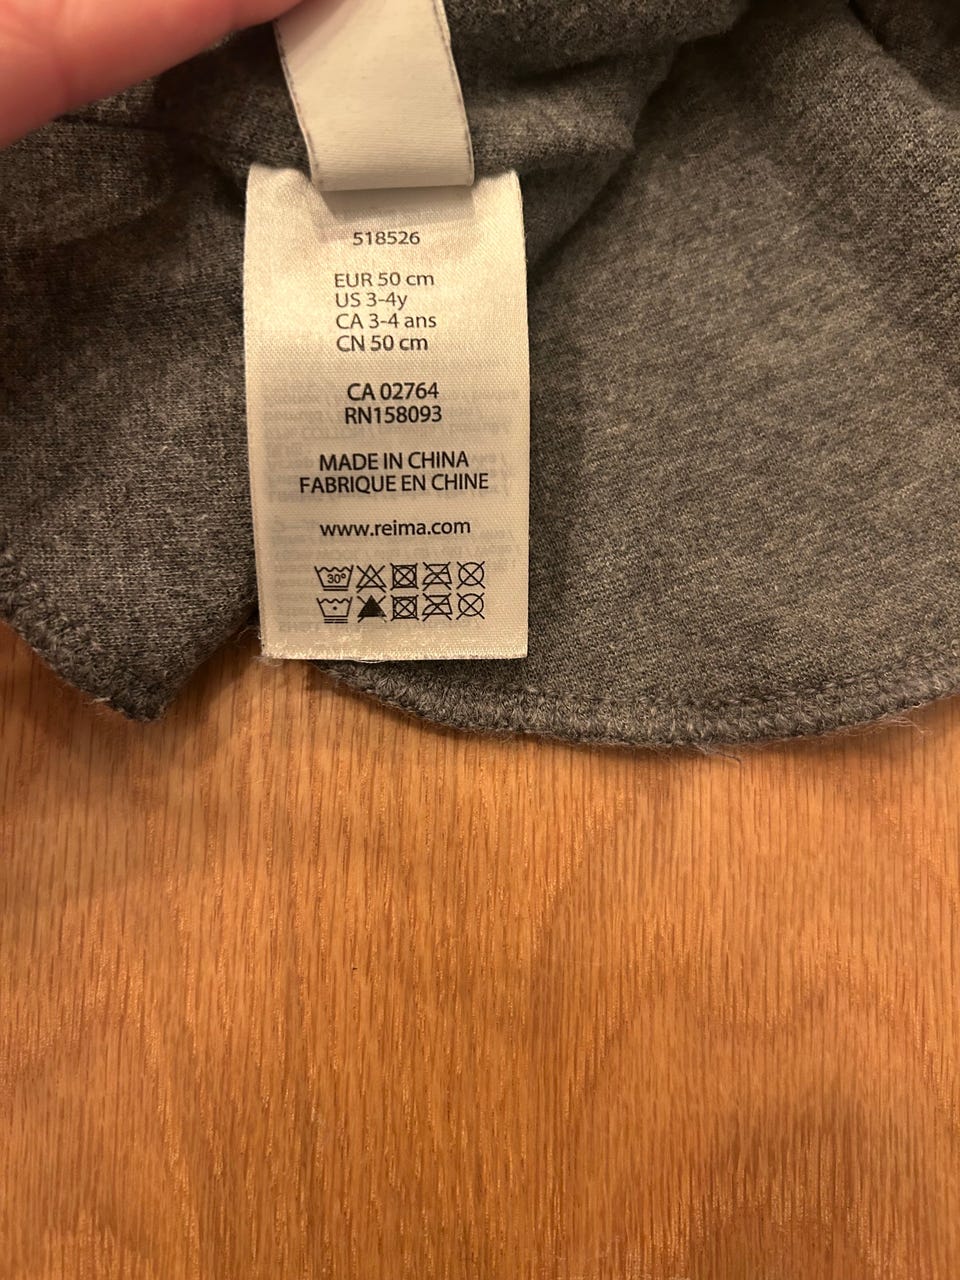 518526
EUR 50 cm
US 3-4y
CA 3-4 ans
CN 50 cm
CA 02764
RN158093
MADE IN CHINA
FABRIQUE EN CHINE
www.reima.com
30°